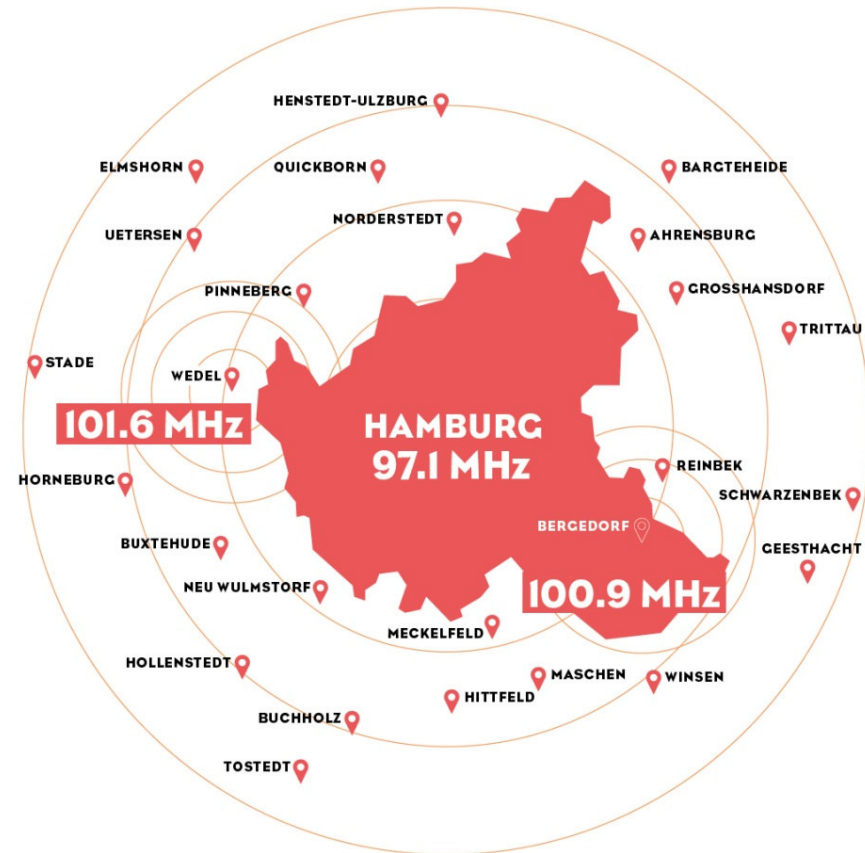 HENSTEDT-ULZBURG
ELMSHORN
QUICKBORN
BARGTEHEIDE
NORDERSTEDT
UETERSEN
AHRENSBURG
PINNEBERG
GROSSHANSDORF
TRITTAU
STADE
WEDEL
101.6 MHz
HAMBURG
97.1 MHz
HORNEBURG
REINBEK
SCHWARZENBEK
BERGEDORF
BUXTEHUDE
GEESTHACHT
NEU WULMSTORF
100.9 MHz
MECKELFELD
HOLLENSTEDT
MASCHEN
WINSEN
HITTFELD
BUCHHOLZ
TOSTEDT